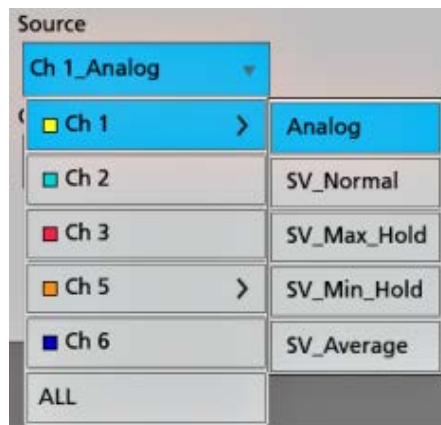 Source
Ch 1_Analog
Ch 1 > Analog
Ch 2 SV_Normal
Ch 3 SV_Max_Hold
Ch 5 > SV_Min_Hold
Ch 6 SV_Average
ALL